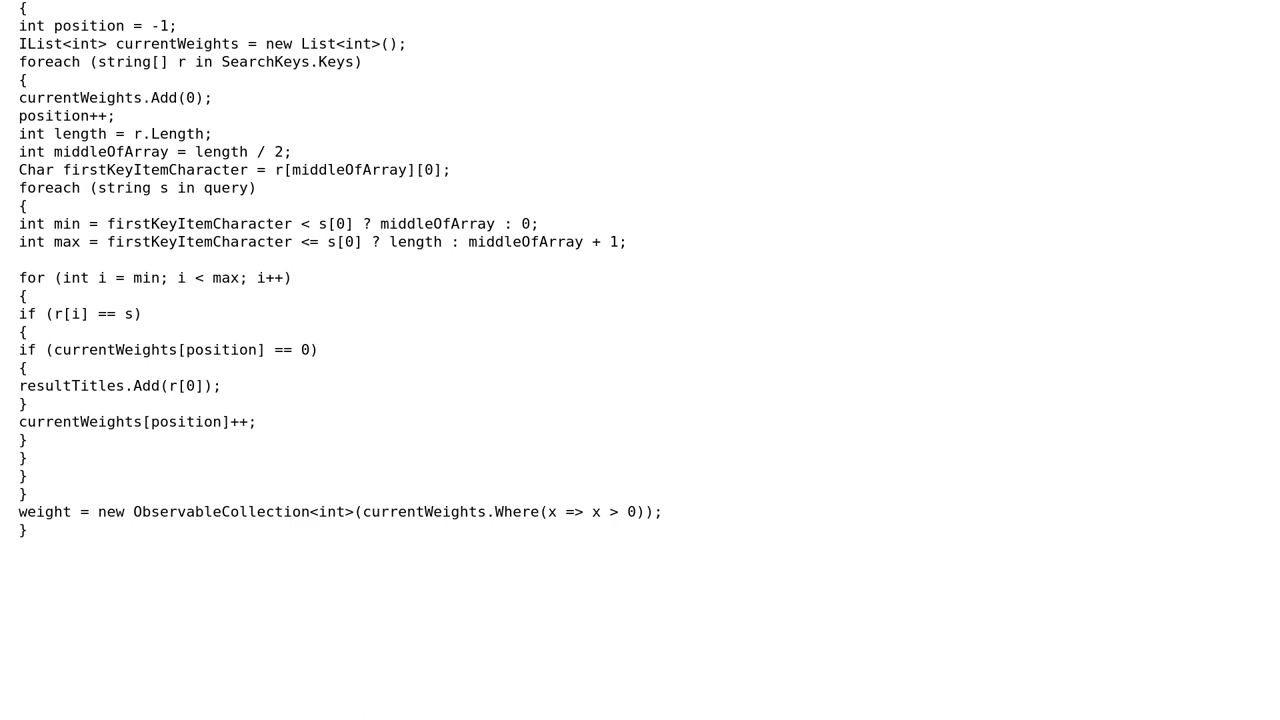 {
int position = -1;
IList<int> currentWeights = new List<int>();
foreach (string[] r in SearchKeys.Keys)
{
currentWeights.Add(0);
position++;
int length = r.Length;
int middleOfArray = length / 2;
Char firstKeyItemCharacter = r[middleOfArray][0];
foreach (string s in query)
{
int min = firstKeyItemCharacter < s[0] ? middleOfArray : 0;
int max = firstKeyItemCharacter <= s[0] ? length : middleOfArray + 1;

for (int i = min; i < max; i++)
{
if (r[i] == s)
{
if (currentWeights[position] == 0)
{
resultTitles.Add(r[0]);
}
currentWeights[position]++;
}
}
}
}
weight = new ObservableCollection<int>(currentWeights.Where(x => x > 0));
}